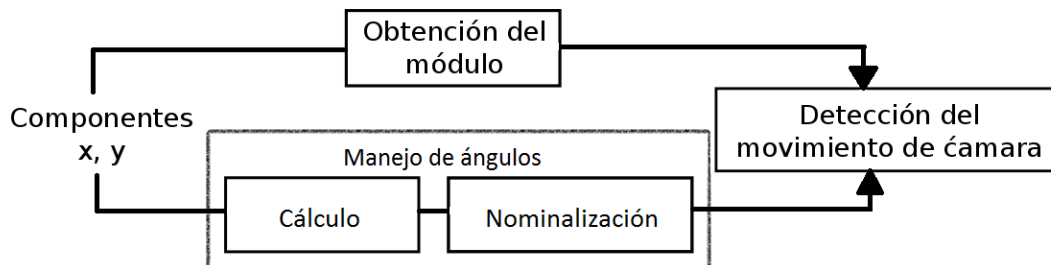 Obtención del
módulo
Componentes
x, y
Detección del
movimiento de ćamara
Manejo de ángulos
Cálculo
Nominalización